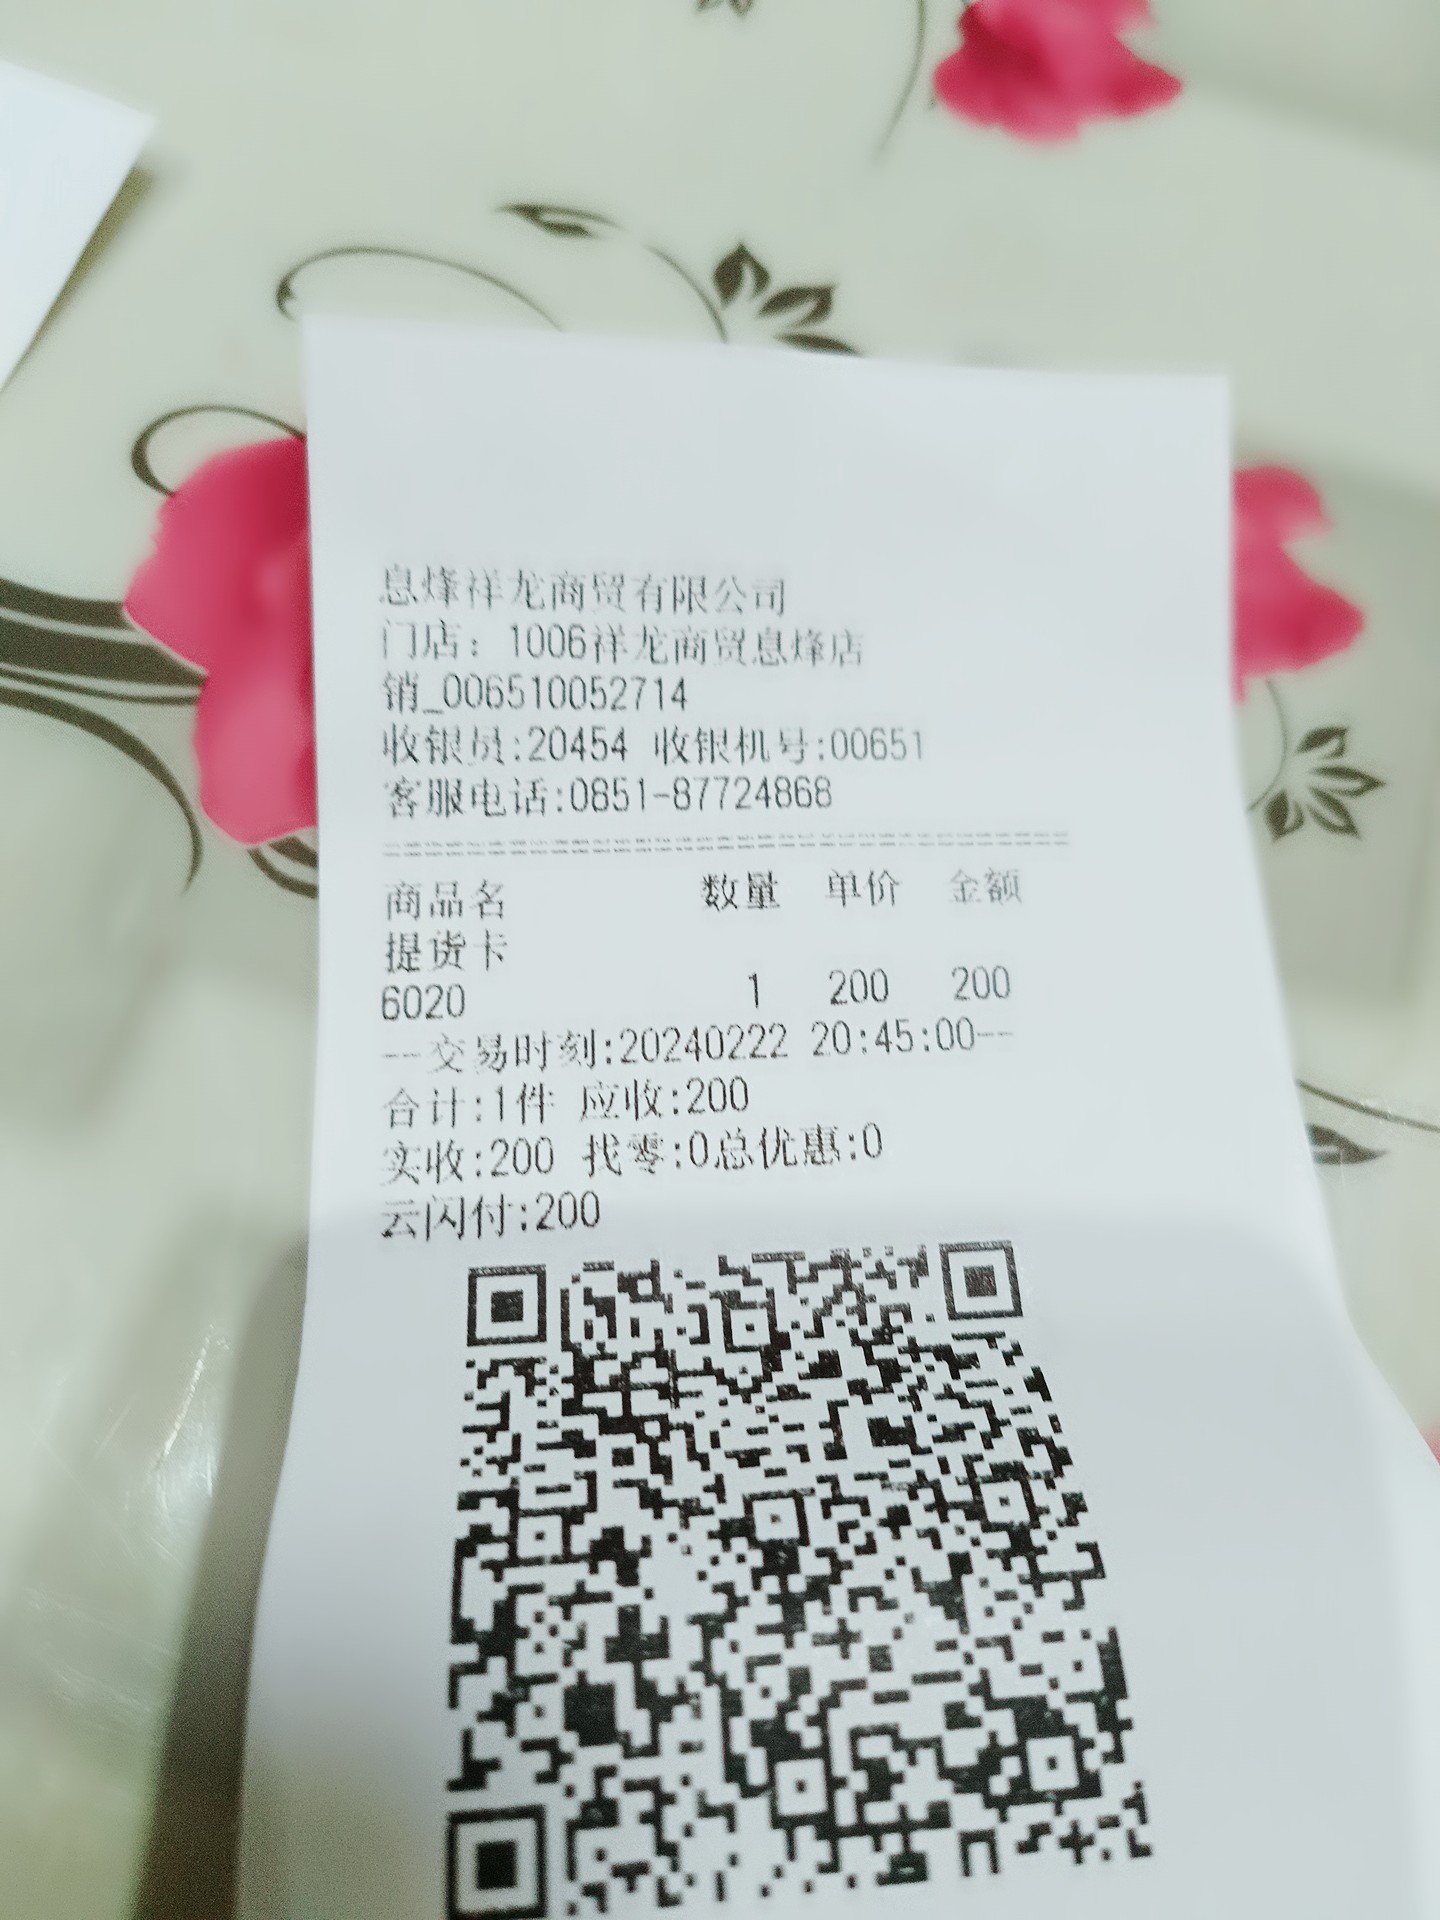 息烽祥龙商贸有限公司
门店：1006祥龙商贸息烽店
销_006510052714
收银员:20454 收银机号:00651
客服电话:0851-87724868
商品名 数量 单价 金额
提货卡
6020 1 200 200
--交易时刻:20240222 20:45:00--
合计:1件 应收:200
实收:200 找零:0总优惠:0
云闪付:200